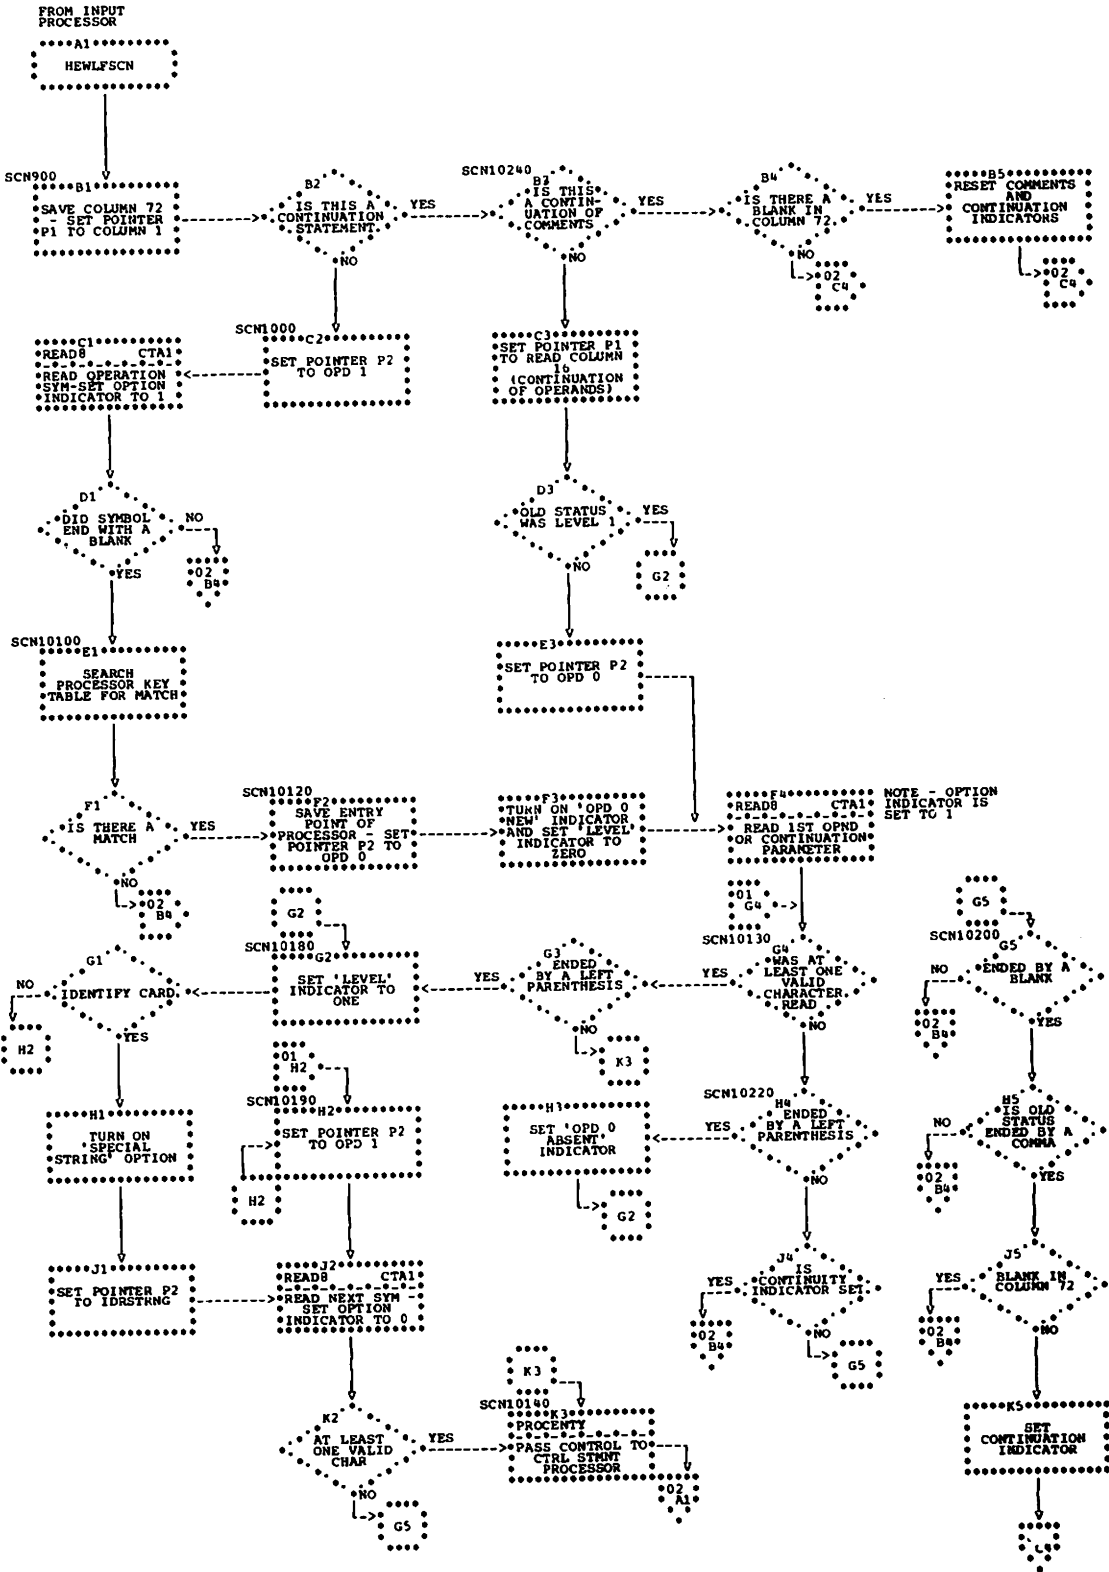 FROM INPUT
PROCESSOR
A1
HEWLFSCN
SCN900
B1
SAVE COLUMN 72
- SET POINTER
P1 TO COLUMN 1
B2
IS THIS A
CONTINUATION
STATEMENT
YES
NO
SCN10240
B3
IS THIS
A CONTIN-
UATION OF
COMMENTS
YES
NO
B4
IS THERE A
BLANK IN
COLUMN 72
YES
NO
02
C4
B5
RESET COMMENTS
AND
CONTINUATION
INDICATORS
02
C4
C1
READ8 CTA1
READ OPERATION
SYM-SET OPTION
INDICATOR TO 1
SCN1000
C2
SET POINTER P2
TO OPD 1
C3
SET POINTER P1
TO READ COLUMN
16
(CONTINUATION
OF OPERANDS)
D1
DID SYMBOL
END WITH A
BLANK
NO
02
B4
YES
D3
OLD STATUS
WAS LEVEL 1
YES
G2
NO
SCN10100
E1
SEARCH
PROCESSOR KEY
TABLE FOR MATCH
E3
SET POINTER P2
TO OPD 0
F1
IS THERE A
MATCH
YES
NO
02
B4
SCN10120
F2
SAVE ENTRY
POINT OF
PROCESSOR - SET
POINTER P2 TO
OPD 0
F3
TURN ON 'OPD 0
NEW' INDICATOR
AND SET 'LEVEL'
INDICATOR TO
ZERO
F4
READ8 CTA1
READ 1ST OPND
OR CONTINUATION
PARAMETER
NOTE - OPTION
INDICATOR IS
SET TO 1
G1
IDENTIFY CARD
NO
H2
YES
G2
SCN10180
G2
SET 'LEVEL'
INDICATOR TO
ONE
G3
ENDED
BY A LEFT
PARENTHESIS
YES
NO
K3
01
G4
SCN10130
G4
WAS AT
LEAST ONE
VALID
CHARACTER
READ
YES
NO
G5
SCN10200
G5
ENDED BY A
BLANK
NO
02
B4
YES
H1
TURN ON
'SPECIAL
STRING' OPTION
01
H2
SCN10190
H2
SET POINTER P2
TO OPD 1
H2
H3
SET 'OPD 0
ABSENT'
INDICATOR
G2
SCN10220
H4
ENDED
BY A LEFT
PARENTHESIS
YES
NO
H5
IS OLD
STATUS
ENDED BY A
COMMA
NO
02
B4
YES
J1
SET POINTER P2
TO IDRSTKNG
J2
READ8 CTA1
READ NEXT SYM -
SET OPTION
INDICATOR TO 0
J4
IS
CONTINUITY
INDICATOR SET
YES
02
B4
NO
G5
J5
BLANK IN
COLUMN 72
YES
02
B4
NO
K2
AT LEAST
ONE VALID
CHAR
YES
NO
G5
K3
SCN10140
K3
PROCENTY
PASS CONTROL TO
CTRL STMNT
PROCESSOR
02
A1
K5
SET
CONTINUATION
INDICATOR